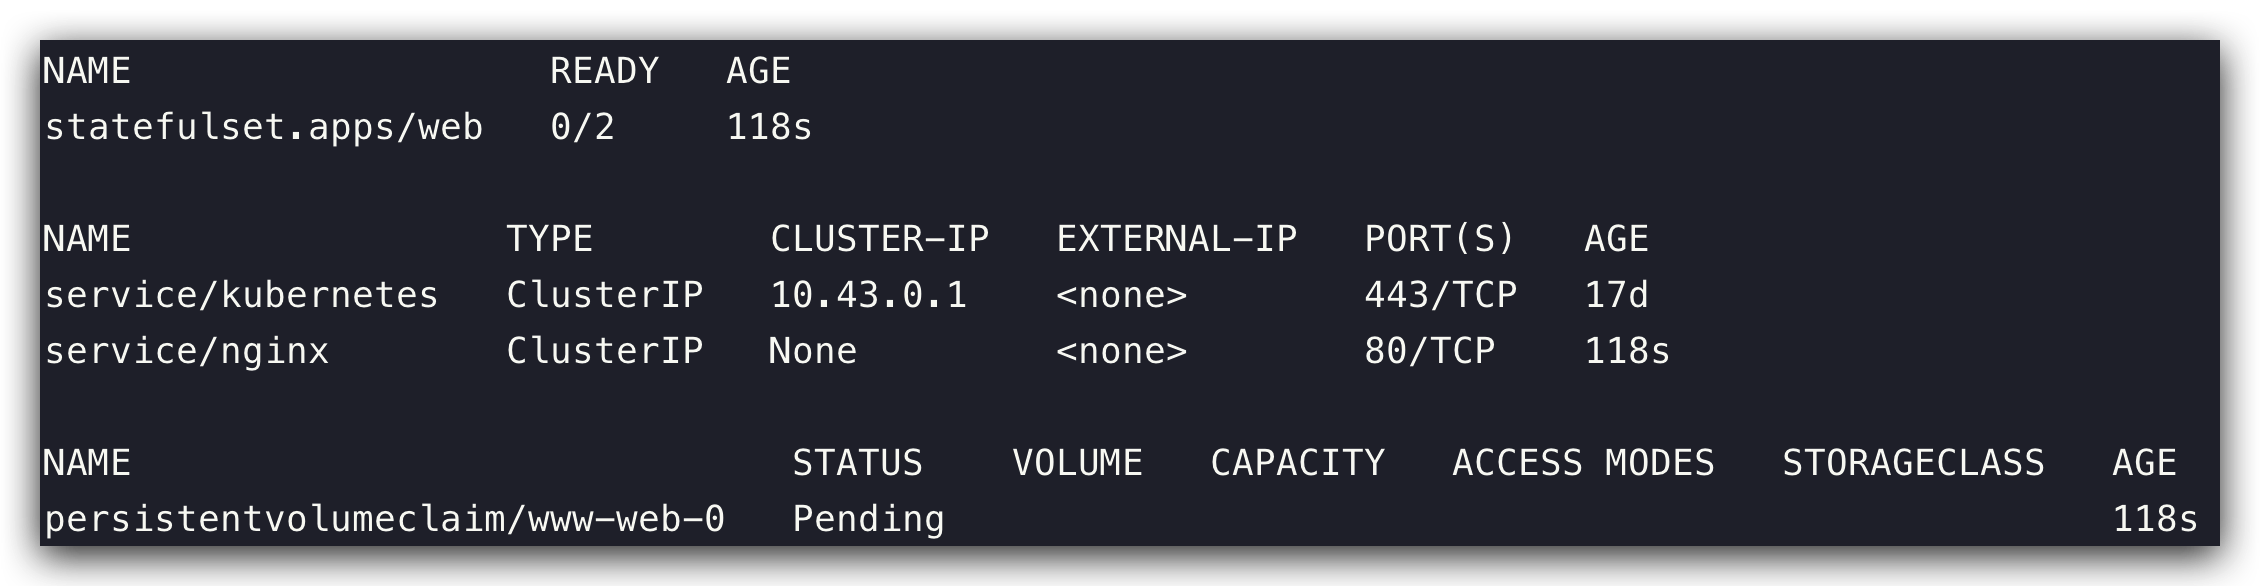 NAME                   READY   AGE
statefulset.apps/web   0/2     118s

NAME                 TYPE        CLUSTER-IP   EXTERNAL-IP   PORT(S)   AGE
service/kubernetes   ClusterIP   10.43.0.1    <none>        443/TCP   17d
service/nginx        ClusterIP   None         <none>        80/TCP    118s

NAME                              STATUS    VOLUME   CAPACITY   ACCESS MODES   STORAGECLASS   AGE
persistentvolumeclaim/www-web-0   Pending                                                     118s